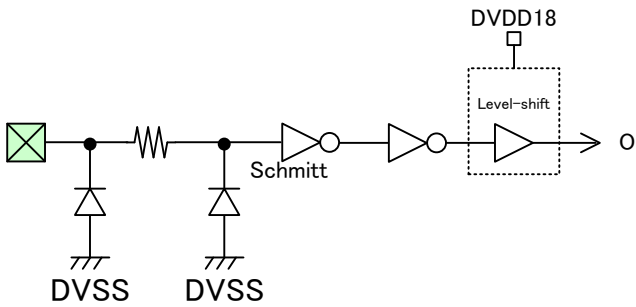 DVDD18
Level-shift
O
Schmitt
DVSS
DVSS